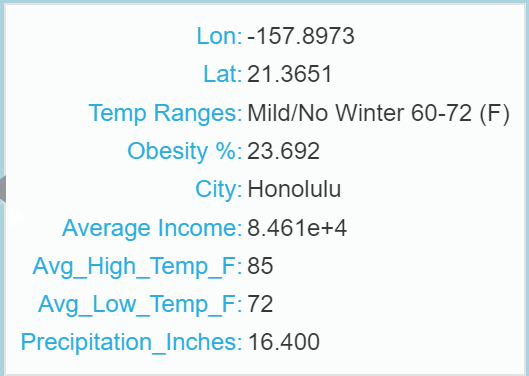 Lon: -157.8973
Lat: 21.3651
Temp Ranges: Mild/No Winter 60-72 (F)
Obesity %: 23.692
City: Honolulu
Average Income: 8.461e+4
Avg_High_Temp_F: 85
Avg_Low_Temp_F: 72
Precipitation_Inches: 16.400